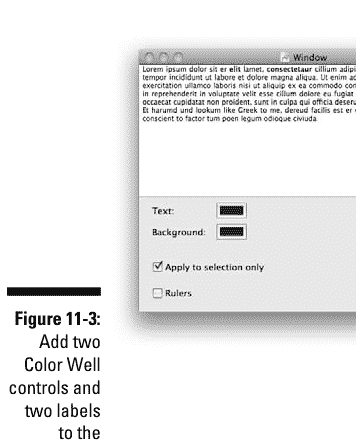 Window
Lorem ipsum dolor sit er elit lamet, consectetaur cillium adipi
tempor incididunt ut labore et dolore magna aliqua. Ut enim ad
exercitation ullamco laboris nisi ut aliquip ex ea commodo con
in reprehenderit in voluptate velit esse cillum dolore eu fugiat
occaecat cupidatat non proident, sunt in culpa qui officia deseru
Et harumd und lookum like Greek to me, dereud facilis est er
conscient to factor tum poen legum odioque civiuda
Text:
Background:
Apply to selection only
Rulers
Figure 11-3:
Add two
Color Well
controls and
two labels
to the